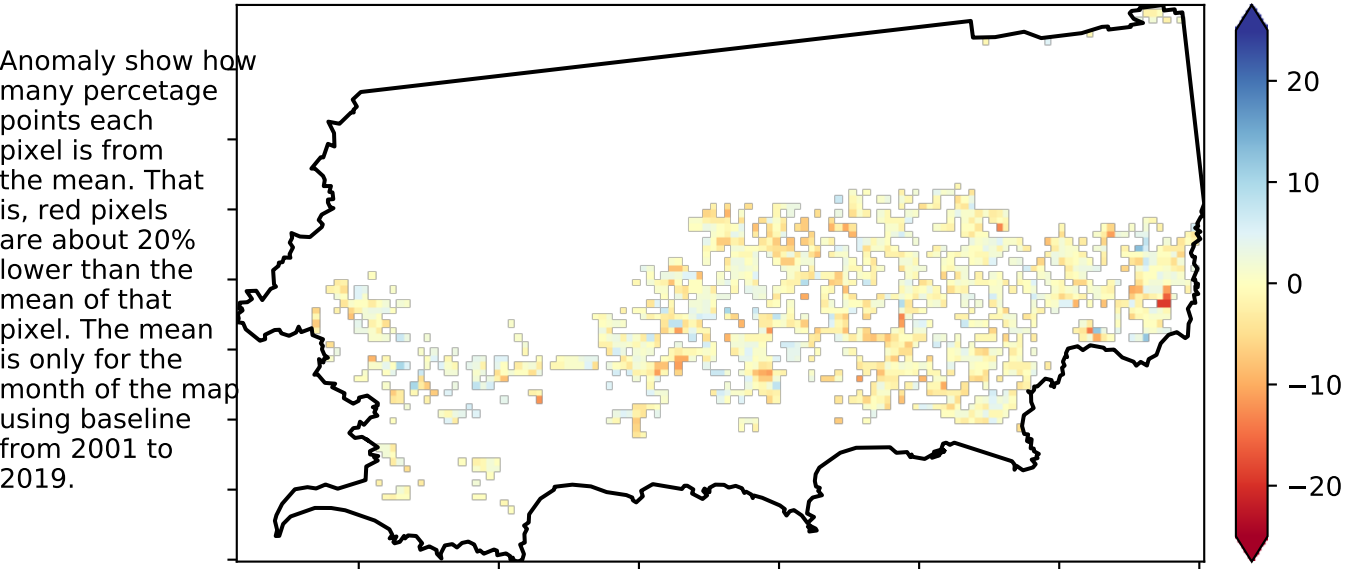 Anomaly show how
many percetage
points each
pixel is from
the mean. That
is, red pixels
are about 20%
lower than the
mean of that
pixel. The mean
is only for the
month of the map
using baseline
from 2001 to
2019.
20
10
0
−10
−20